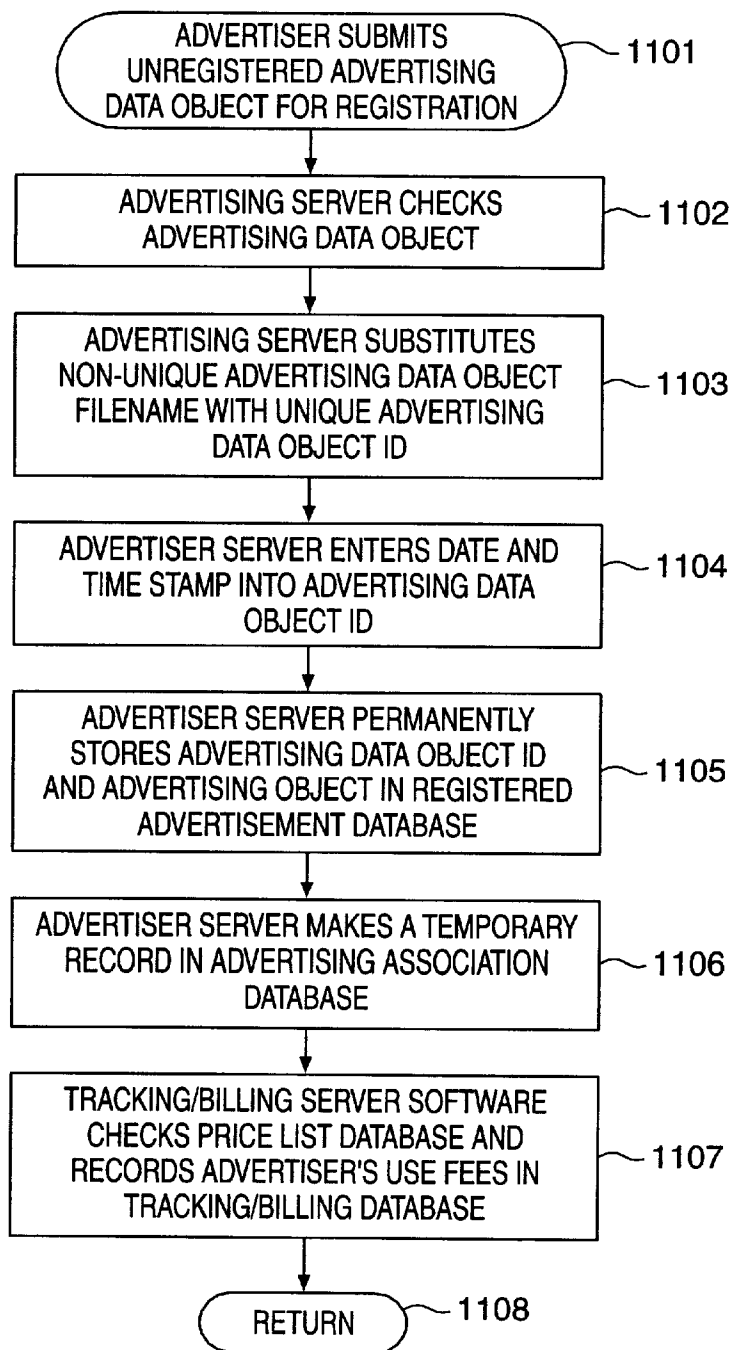 ADVERTISER SUBMITS
UNREGISTERED ADVERTISING
DATA OBJECT FOR REGISTRATION
1101
ADVERTISING SERVER CHECKS
ADVERTISING DATA OBJECT
1102
ADVERTISING SERVER SUBSTITUTES
NON-UNIQUE ADVERTISING DATA OBJECT
FILENAME WITH UNIQUE ADVERTISING
DATA OBJECT ID
1103
ADVERTISER SERVER ENTERS DATE AND
TIME STAMP INTO ADVERTISING DATA
OBJECT ID
1104
ADVERTISER SERVER PERMANENTLY
STORES ADVERTISING DATA OBJECT ID
AND ADVERTISING OBJECT IN REGISTERED
ADVERTISEMENT DATABASE
1105
ADVERTISER SERVER MAKES A TEMPORARY
RECORD IN ADVERTISING ASSOCIATION
DATABASE
1106
TRACKING/BILLING SERVER SOFTWARE
CHECKS PRICE LIST DATABASE AND
RECORDS ADVERTISER'S USE FEES IN
TRACKING/BILLING DATABASE
1107
RETURN
1108